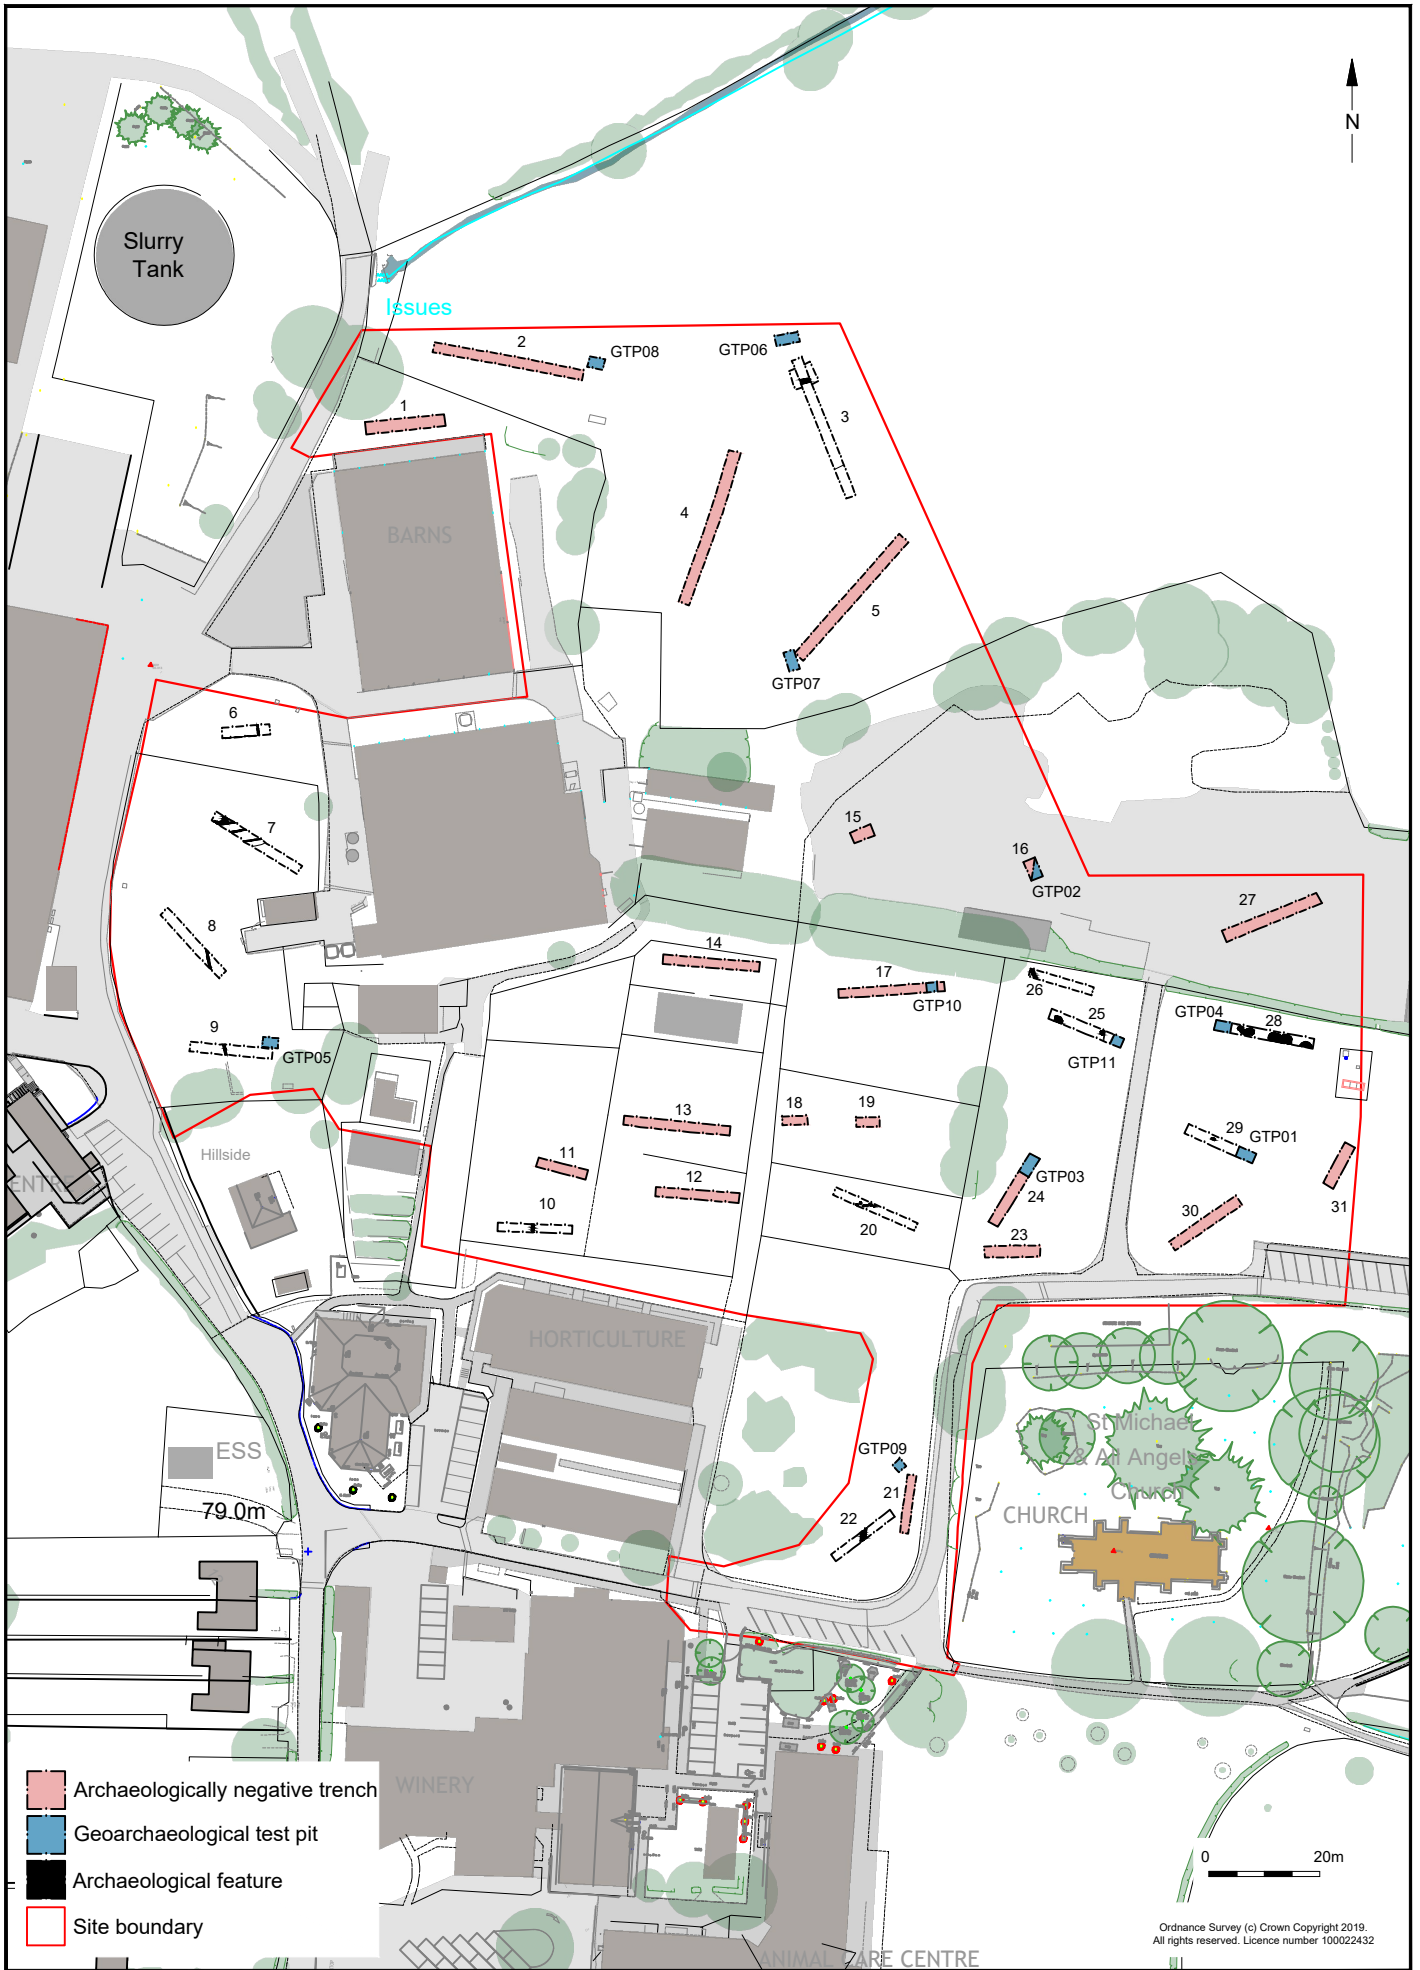 N
Slurry
Tank
Issues
2
GTP08
GTP06
1
3
BARNS
4
5
GTP07
6
7
15
16
GTP02
8
27
14
17
GTP10
26
25
GTP04
28
GTP11
9
GTP05
13
18
19
29
GTP01
Hillside
11
GTP03
12
24
31
10
20
30
23
HORTICULTURE
St Michael
& All Angels
Church
ESS
GTP09
79.0m
21
22
CHURCH
WINERY
Archaeologically negative trench
Geoarchaeological test pit
Archaeological feature
Site boundary
0 20m
Ordnance Survey (c) Crown Copyright 2019.
All rights reserved. Licence number 100022432
ANIMAL CARE CENTRE